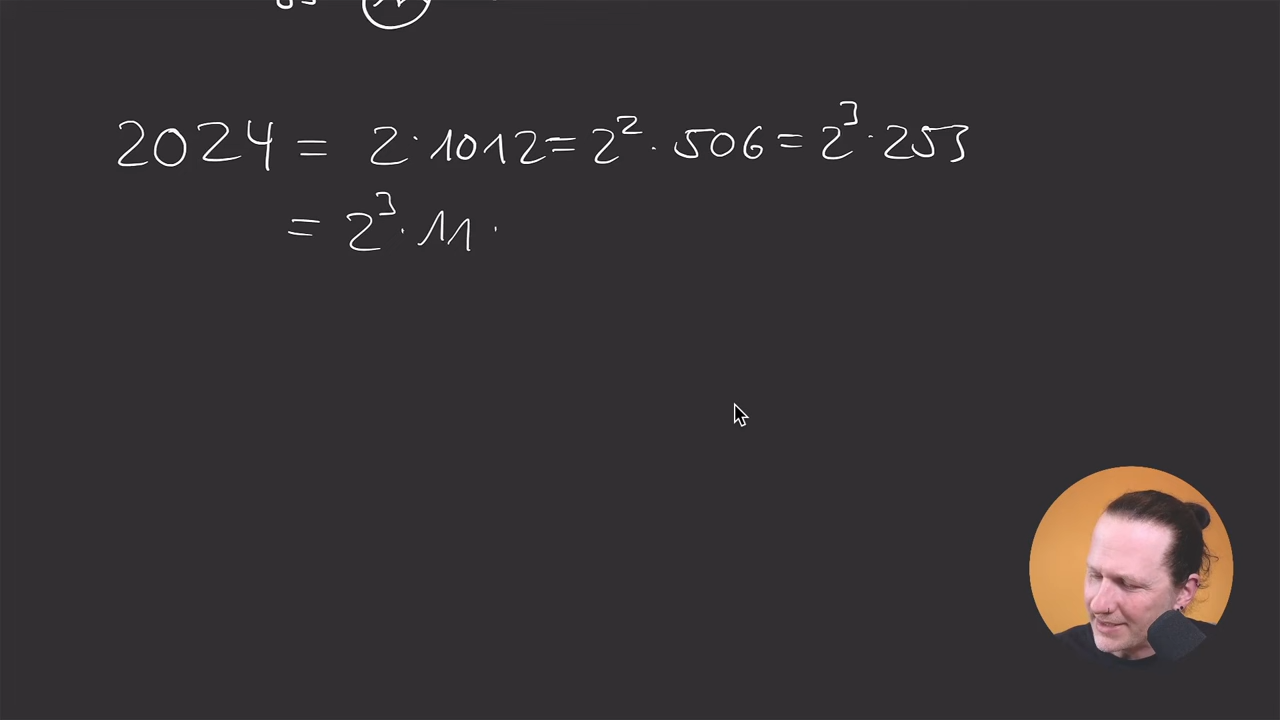 2024 = 2·1012 = 2² · 506 = 2³ · 253
= 2³ · 11 ·